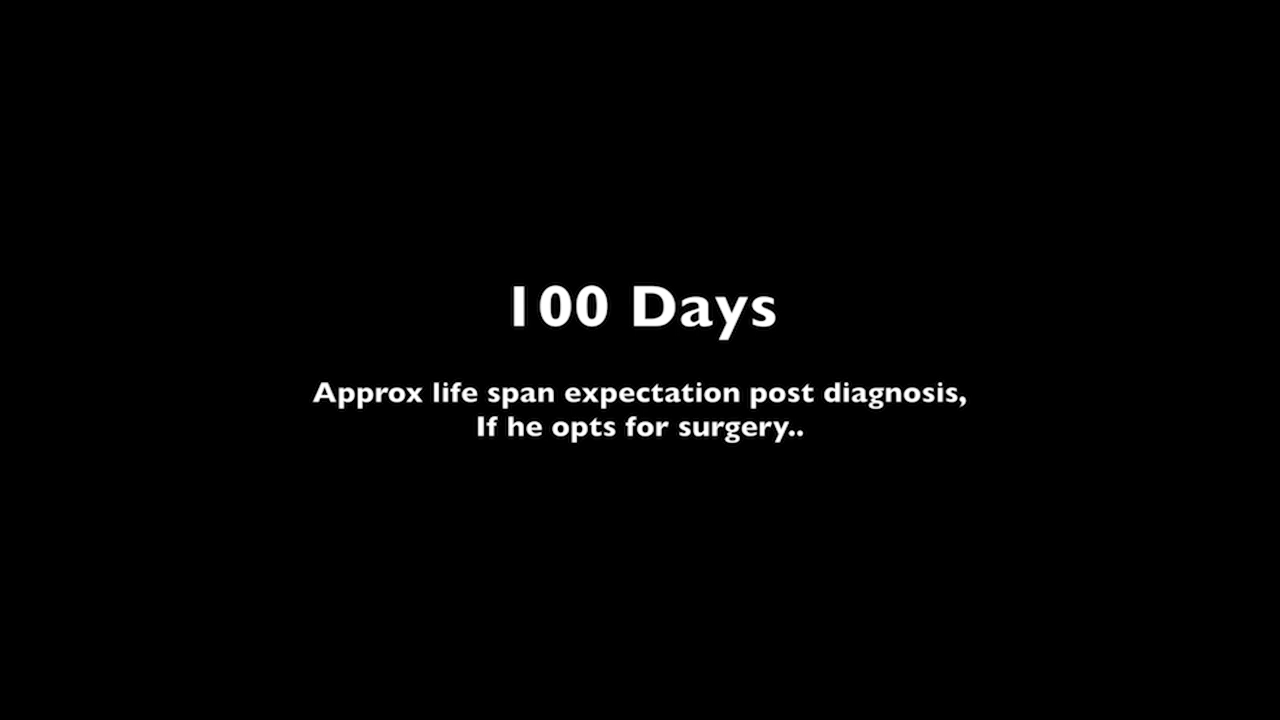 100 Days
Approx life span expectation post diagnosis,
If he opts for surgery..